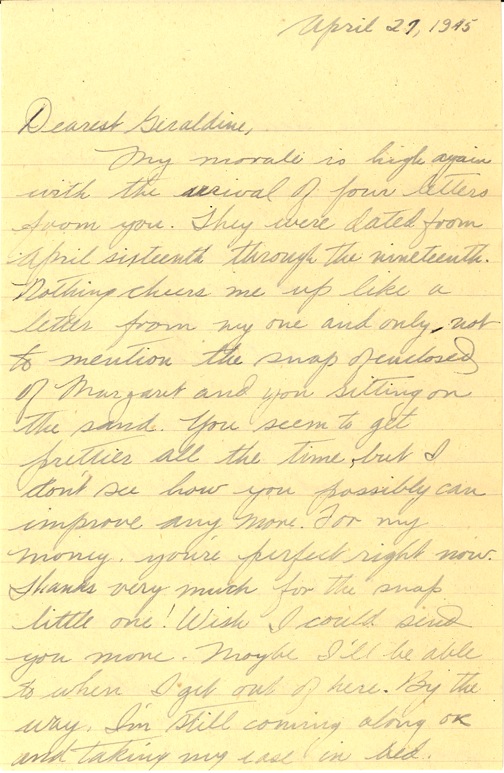 April 27, 1945
Dearest Geraldine,
My morale is high again
with the arrival of four letters
from you. They were dated from
April sixteenth through the nineteenth.
Nothing cheers me up like a
letter from my one and only, not
to mention the snap enclosed
of Margaret and you sitting on
the sand. You seem to get
prettier all the time, but I
don't see how you possibly can
improve any more. For my
money, you're perfect right now.
Thanks very much for the snap
little one! Wish I could send
you more. Maybe I'll be able
to when I get out of here. By the
way, I'm still coming along ok
and taking my ease in bed.